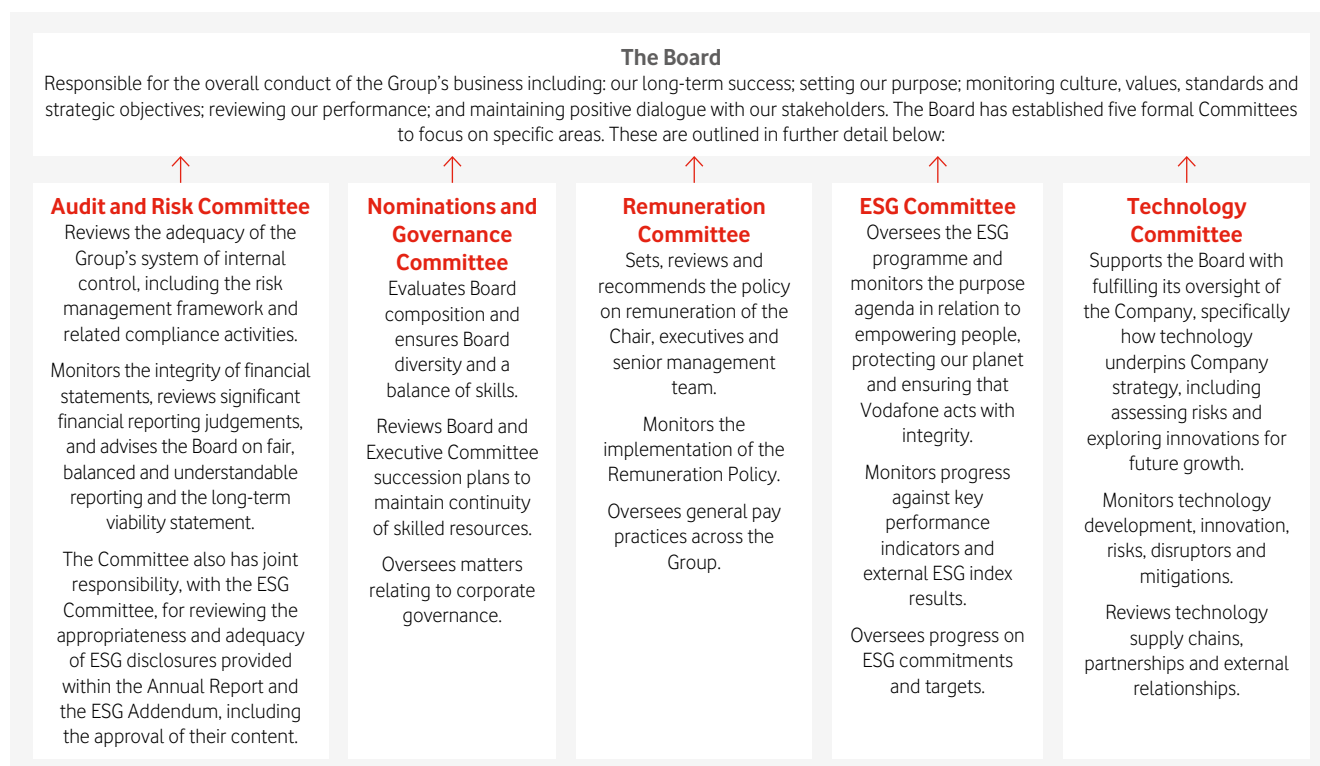 The Board
Responsible for the overall conduct of the Group’s business including: our long-term success; setting our purpose; monitoring culture, values, standards and
strategic objectives; reviewing our performance; and maintaining positive dialogue with our stakeholders. The Board has established five formal Committees
to focus on specific areas. These are outlined in further detail below:
Audit and Risk Committee
Reviews the adequacy of the
Group’s system of internal
control, including the risk
management framework and
related compliance activities.
Monitors the integrity of financial
statements, reviews significant
financial reporting judgements,
and advises the Board on fair,
balanced and understandable
reporting and the long-term
viability statement.
The Committee also has joint
responsibility, with the ESG
Committee, for reviewing the
appropriateness and adequacy
of ESG disclosures provided
within the Annual Report and
the ESG Addendum, including
the approval of their content.
Nominations and
Governance
Committee
Evaluates Board
composition and
ensures Board
diversity and a
balance of skills.
Reviews Board and
Executive Committee
succession plans to
maintain continuity
of skilled resources.
Oversees matters
relating to corporate
governance.
Remuneration
Committee
Sets, reviews and
recommends the policy
on remuneration of the
Chair, executives and
senior management
team.
Monitors the
implementation of the
Remuneration Policy.
Oversees general pay
practices across the
Group.
ESG Committee
Oversees the ESG
programme and
monitors the purpose
agenda in relation to
empowering people,
protecting our planet
and ensuring that
Vodafone acts with
integrity.
Monitors progress
against key
performance
indicators and
external ESG index
results.
Oversees progress on
ESG commitments
and targets.
Technology
Committee
Supports the Board with
fulfilling its oversight of
the Company, specifically
how technology
underpins Company
strategy, including
assessing risks and
exploring innovations for
future growth.
Monitors technology
development, innovation,
risks, disruptors and
mitigations.
Reviews technology
supply chains,
partnerships and external
relationships.